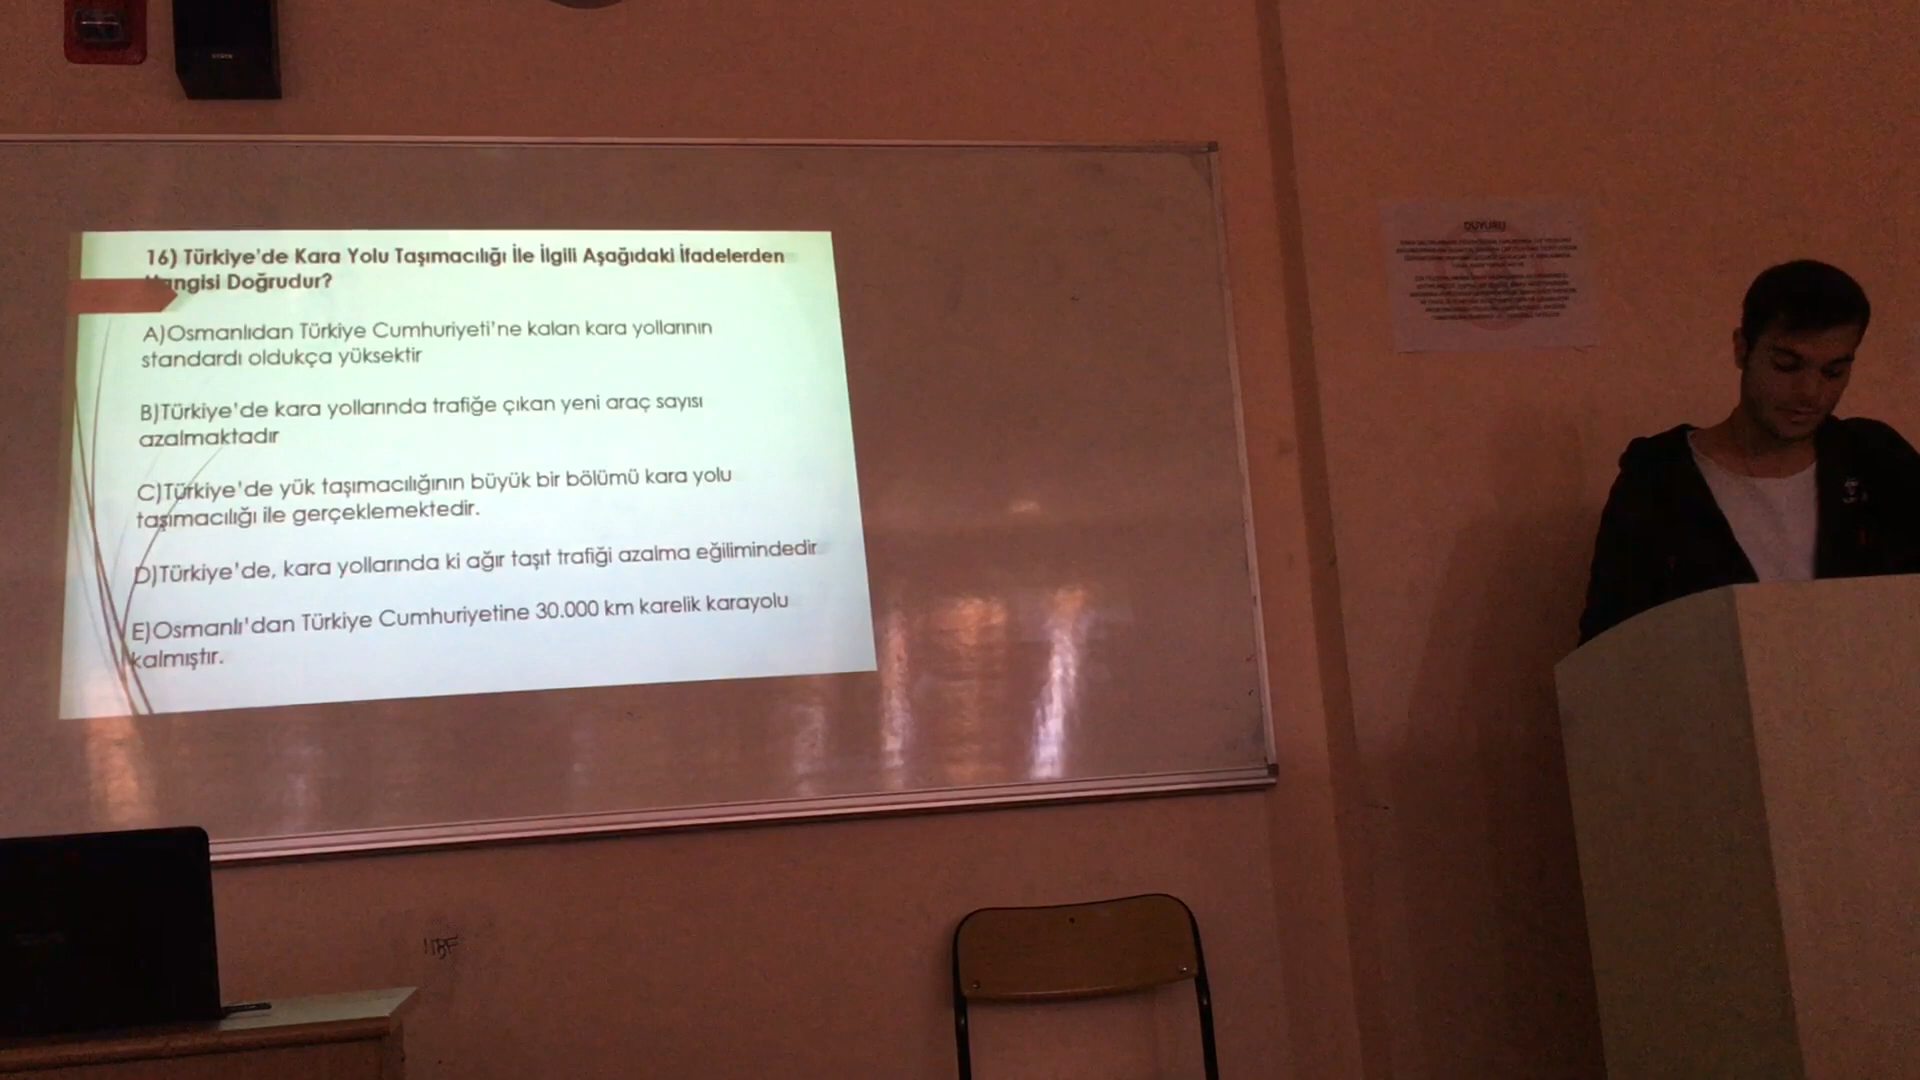 16) Türkiye'de Kara Yolu Taşımacılığı İle İlgili Aşağıdaki İfadelerden
Hangisi Doğrudur?
A)Osmanlıdan Türkiye Cumhuriyeti'ne kalan kara yollarının
standardı oldukça yüksektir
B)Türkiye'de kara yollarında trafiğe çıkan yeni araç sayısı
azalmaktadır
C)Türkiye'de yük taşımacılığının büyük bir bölümü kara yolu
taşımacılığı ile gerçeklemektedir.
D)Türkiye'de, kara yollarında ki ağır taşıt trafiği azalma eğilimindedir
E)Osmanlı'dan Türkiye Cumhuriyetine 30.000 km karelik karayolu
kalmıştır.
DUYURU